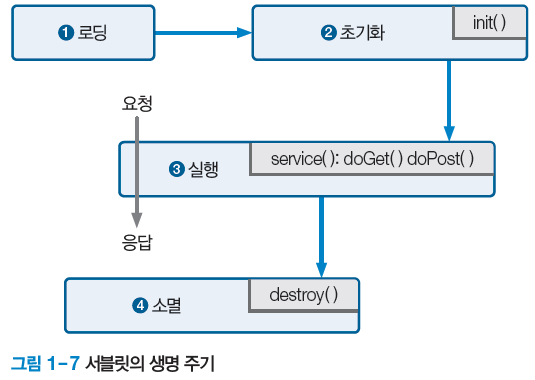 ❶ 로딩
❷ 초기화
init( )
요청
❸ 실행
service( ): doGet( ) doPost( )
응답
❹ 소멸
destroy( )
그림 1-7 서블릿의 생명 주기